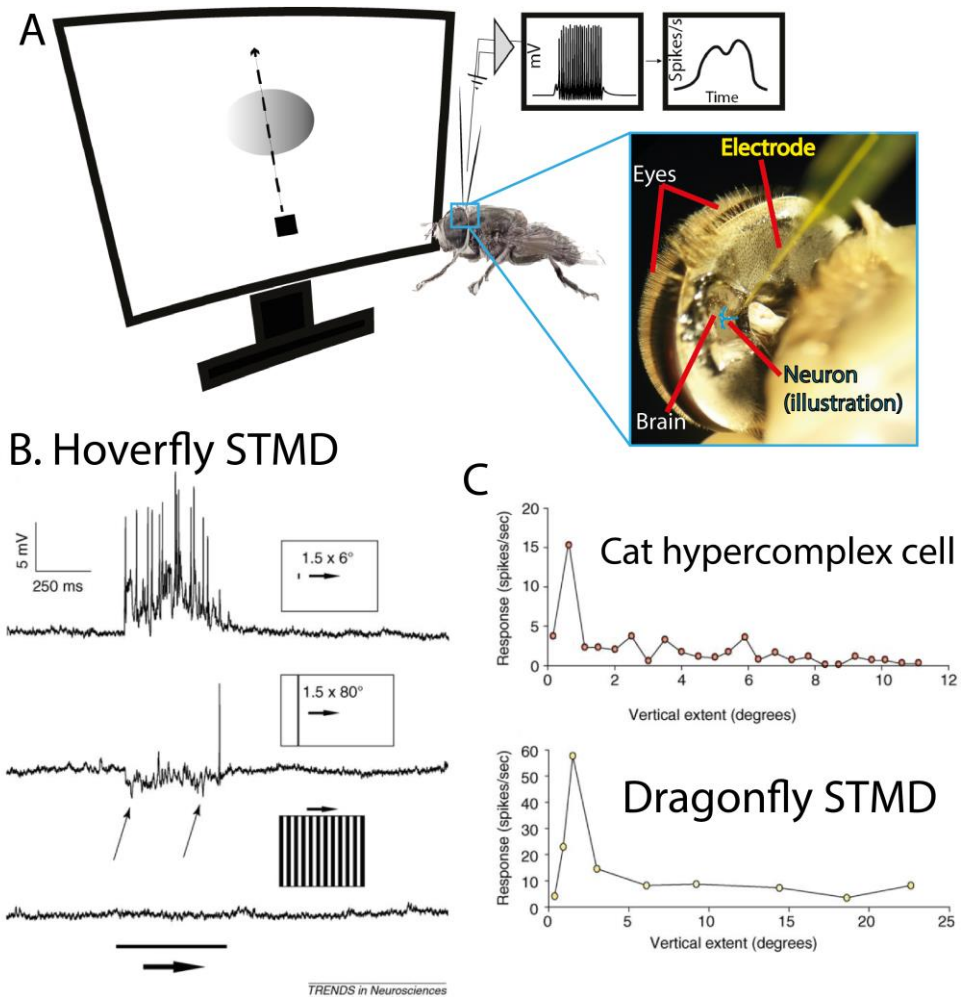 A
mV
Spikes/s
Time
Electrode
Eyes
Neuron
(illustration)
Brain
B. Hoverfly STMD
5 mV
250 ms
1.5 x 6°
1.5 x 80°
TRENDS in Neurosciences
C
Cat hypercomplex cell
Response (spikes/sec)
20
15
10
5
0
0 2 4 6 8 10 12
Vertical extent (degrees)
Dragonfly STMD
Response (spikes/sec)
60
50
40
30
20
10
0
0 5 10 15 20 25
Vertical extent (degrees)